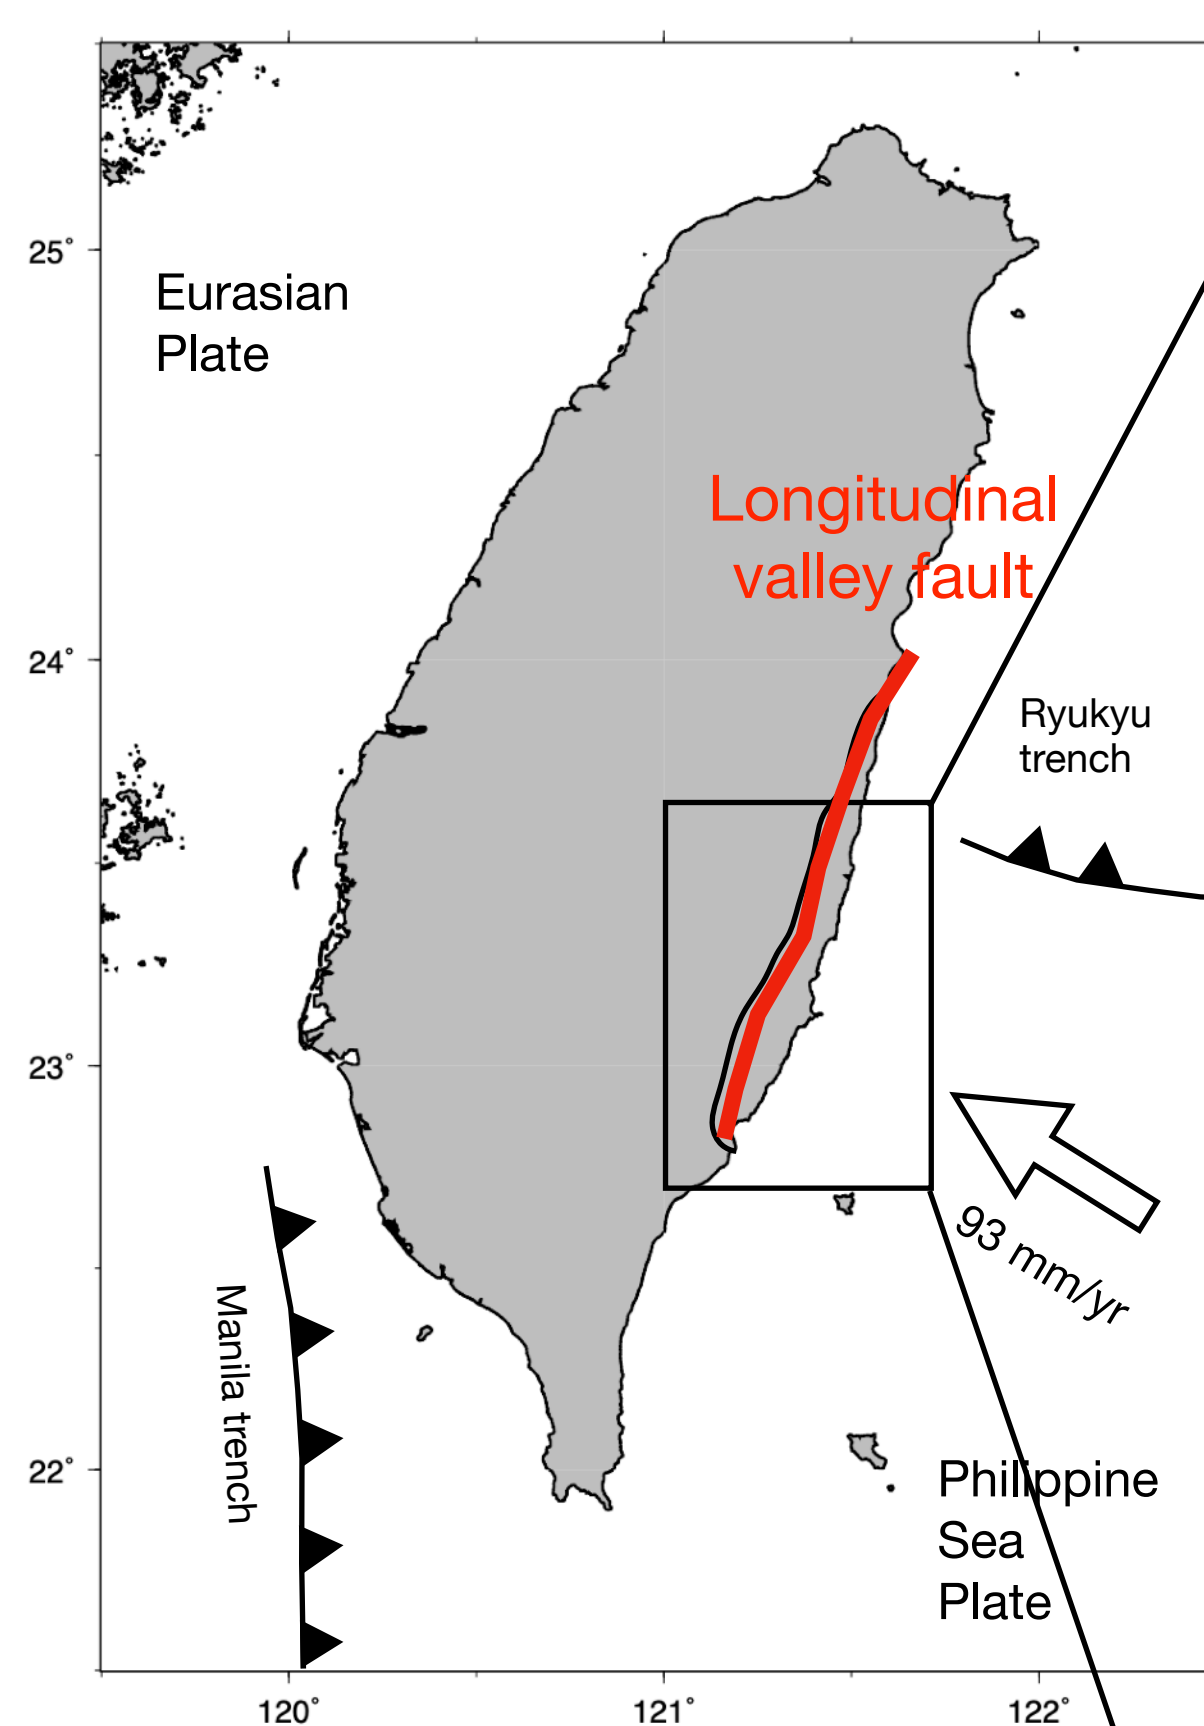 25°
Eurasian
Plate
Longitudinal
valley fault
24°
Ryukyu
trench
23°
93 mm/yr
Manila trench
22°
Philippine
Sea
Plate
120°
121°
122°